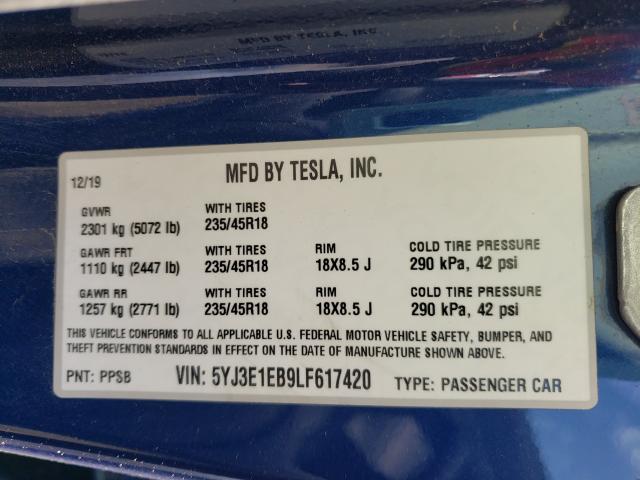 MFD BY TESLA, INC.
12/19
MFD BY TESLA, INC.
GVWR
2301 kg (5072 lb)
WITH TIRES
235/45R18
GAWR FRT
1110 kg (2447 lb)
WITH TIRES
235/45R18
RIM
18X8.5 J
COLD TIRE PRESSURE
290 kPa, 42 psi
GAWR RR
1257 kg (2771 lb)
WITH TIRES
235/45R18
RIM
18X8.5 J
COLD TIRE PRESSURE
290 kPa, 42 psi
THIS VEHICLE CONFORMS TO ALL APPLICABLE U.S. FEDERAL MOTOR VEHICLE SAFETY, BUMPER, AND
THEFT PREVENTION STANDARDS IN EFFECT ON THE DATE OF MANUFACTURE SHOWN ABOVE.
PNT: PPSB
VIN: 5YJ3E1EB9LF617420
TYPE: PASSENGER CAR